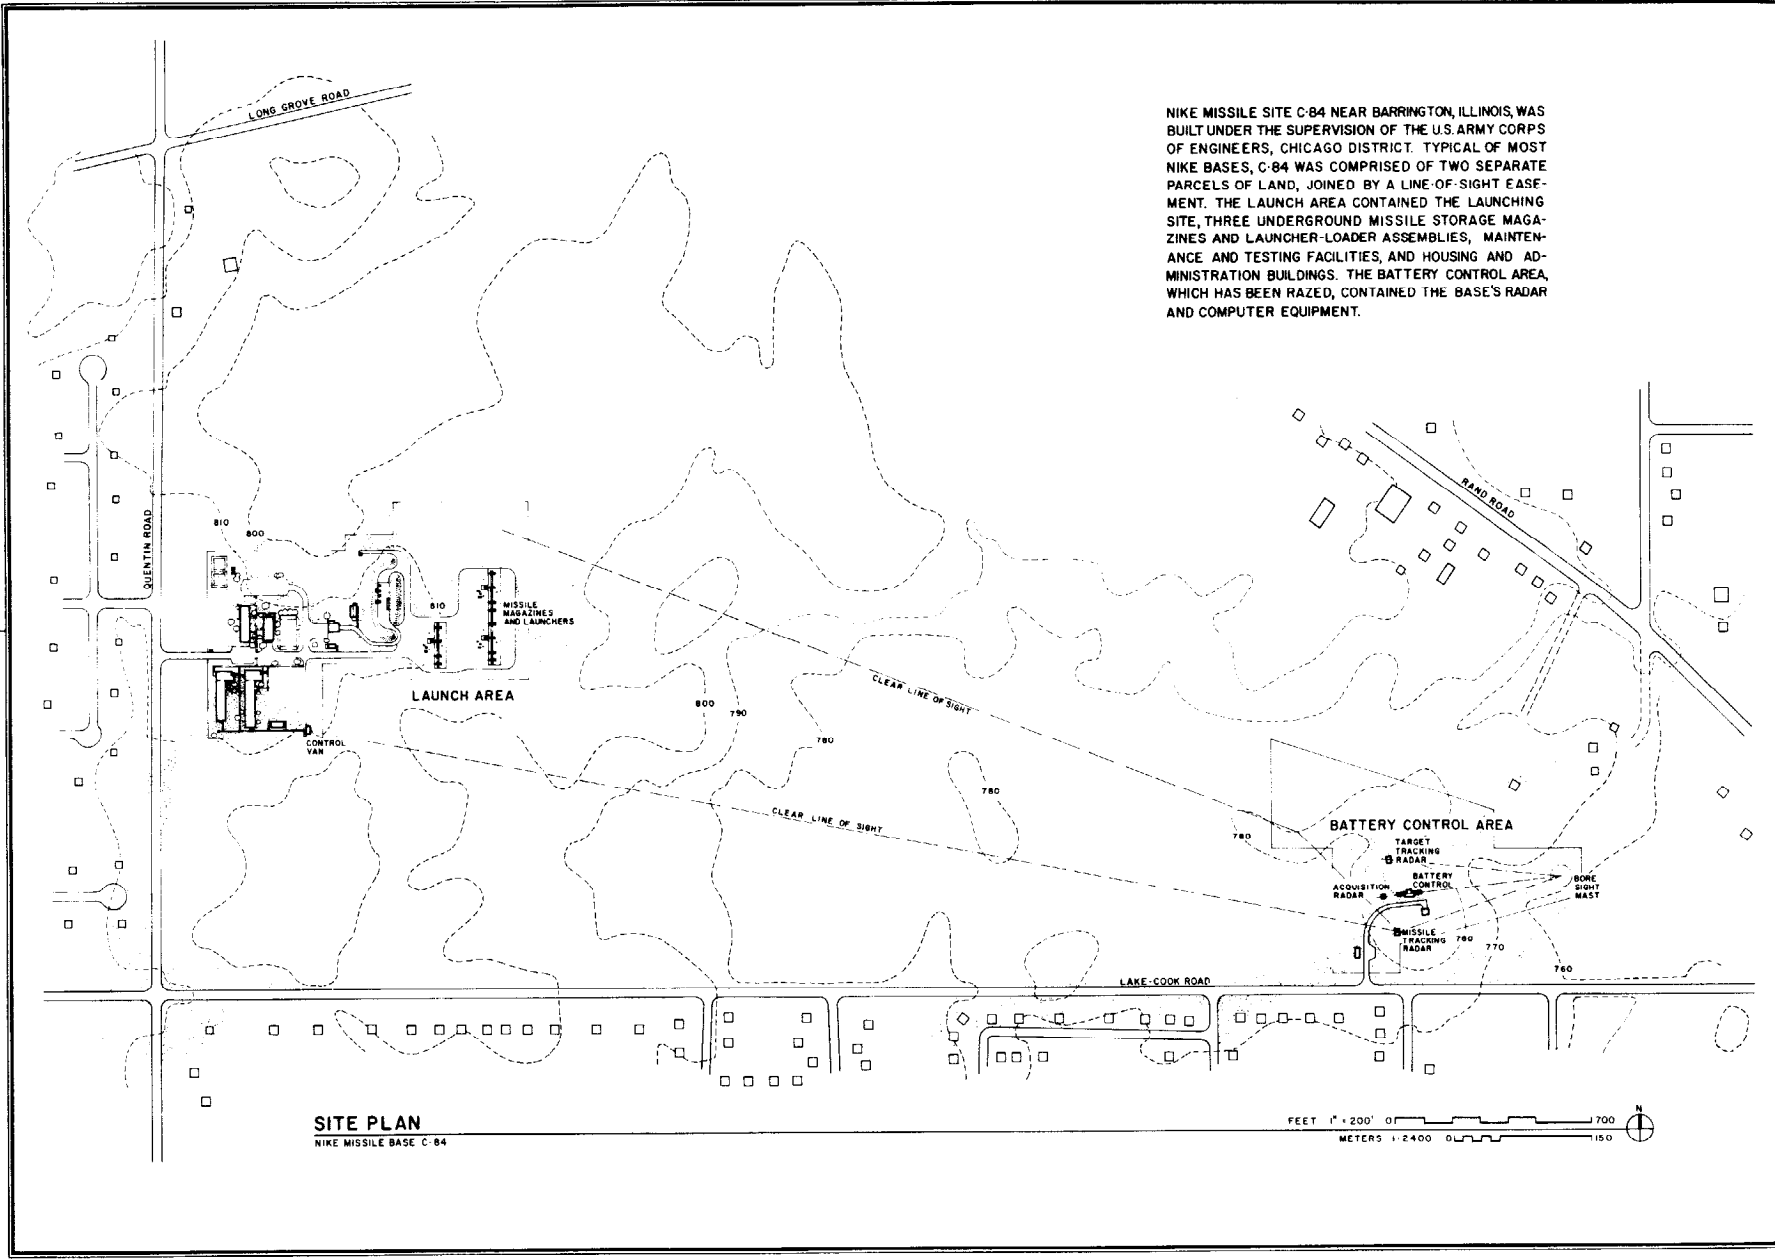 LONG GROVE ROAD
NIKE MISSILE SITE C-84 NEAR BARRINGTON, ILLINOIS, WAS
BUILT UNDER THE SUPERVISION OF THE U.S. ARMY CORPS
OF ENGINEERS, CHICAGO DISTRICT. TYPICAL OF MOST
NIKE BASES, C-84 WAS COMPRISED OF TWO SEPARATE
PARCELS OF LAND, JOINED BY A LINE-OF-SIGHT EASE-
MENT. THE LAUNCH AREA CONTAINED THE LAUNCHING
SITE, THREE UNDERGROUND MISSILE STORAGE MAGA-
ZINES AND LAUNCHER-LOADER ASSEMBLIES, MAINTEN-
ANCE AND TESTING FACILITIES, AND HOUSING AND AD-
MINISTRATION BUILDINGS. THE BATTERY CONTROL AREA,
WHICH HAS BEEN RAZED, CONTAINED THE BASE'S RADAR
AND COMPUTER EQUIPMENT.
RAND ROAD
QUENTIN ROAD
810
800
810
MISSILE
MAGAZINES
AND LAUNCHERS
LAUNCH AREA
CONTROL
VAN
800
790
780
CLEAR LINE OF SIGHT
CLEAR LINE OF SIGHT
780
780
BATTERY CONTROL AREA
TARGET
TRACKING
RADAR
BATTERY
CONTROL
ACQUISITION
RADAR
BORE
SIGHT
MAST
MISSILE
TRACKING
RADAR
780
770
760
LAKE-COOK ROAD
SITE PLAN
NIKE MISSILE BASE C-84
FEET 1" = 200' 0 700
METERS 1:2400 0 150
N